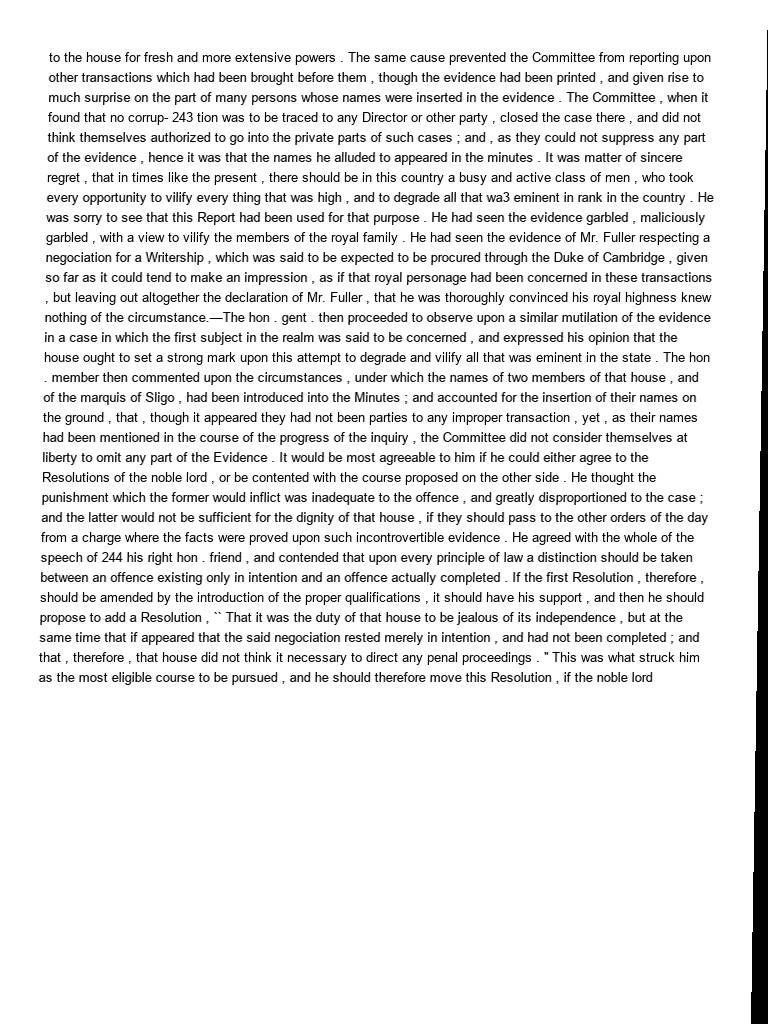 to the house for fresh and more extensive powers . The same cause prevented the Committee from reporting upon
other transactions which had been brought before them , though the evidence had been printed , and given rise to
much surprise on the part of many persons whose names were inserted in the evidence . The Committee , when it
found that no corrup- 243 tion was to be traced to any Director or other party , closed the case there , and did not
think themselves authorized to go into the private parts of such cases ; and , as they could not suppress any part
of the evidence , hence it was that the names he alluded to appeared in the minutes . It was matter of sincere
regret , that in times like the present , there should be in this country a busy and active class of men , who took
every opportunity to vilify every thing that was high , and to degrade all that wa3 eminent in rank in the country . He
was sorry to see that this Report had been used for that purpose . He had seen the evidence garbled , maliciously
garbled , with a view to vilify the members of the royal family . He had seen the evidence of Mr. Fuller respecting a
negociation for a Writership , which was said to be expected to be procured through the Duke of Cambridge , given
so far as it could tend to make an impression , as if that royal personage had been concerned in these transactions
, but leaving out altogether the declaration of Mr. Fuller , that he was thoroughly convinced his royal highness knew
nothing of the circumstance.—The hon . gent . then proceeded to observe upon a similar mutilation of the evidence
in a case in which the first subject in the realm was said to be concerned , and expressed his opinion that the
house ought to set a strong mark upon this attempt to degrade and vilify all that was eminent in the state . The hon
. member then commented upon the circumstances , under which the names of two members of that house , and
of the marquis of Sligo , had been introduced into the Minutes ; and accounted for the insertion of their names on
the ground , that , though it appeared they had not been parties to any improper transaction , yet , as their names
had been mentioned in the course of the progress of the inquiry , the Committee did not consider themselves at
liberty to omit any part of the Evidence . It would be most agreeable to him if he could either agree to the
Resolutions of the noble lord , or be contented with the course proposed on the other side . He thought the
punishment which the former would inflict was inadequate to the offence , and greatly disproportioned to the case ;
and the latter would not be sufficient for the dignity of that house , if they should pass to the other orders of the day
from a charge where the facts were proved upon such incontrovertible evidence . He agreed with the whole of the
speech of 244 his right hon . friend , and contended that upon every principle of law a distinction should be taken
between an offence existing only in intention and an offence actually completed . If the first Resolution , therefore ,
should be amended by the introduction of the proper qualifications , it should have his support , and then he should
propose to add a Resolution , `` That it was the duty of that house to be jealous of its independence , but at the
same time that if appeared that the said negociation rested merely in intention , and had not been completed ; and
that , therefore , that house did not think it necessary to direct any penal proceedings . '' This was what struck him
as the most eligible course to be pursued , and he should therefore move this Resolution , if the noble lord